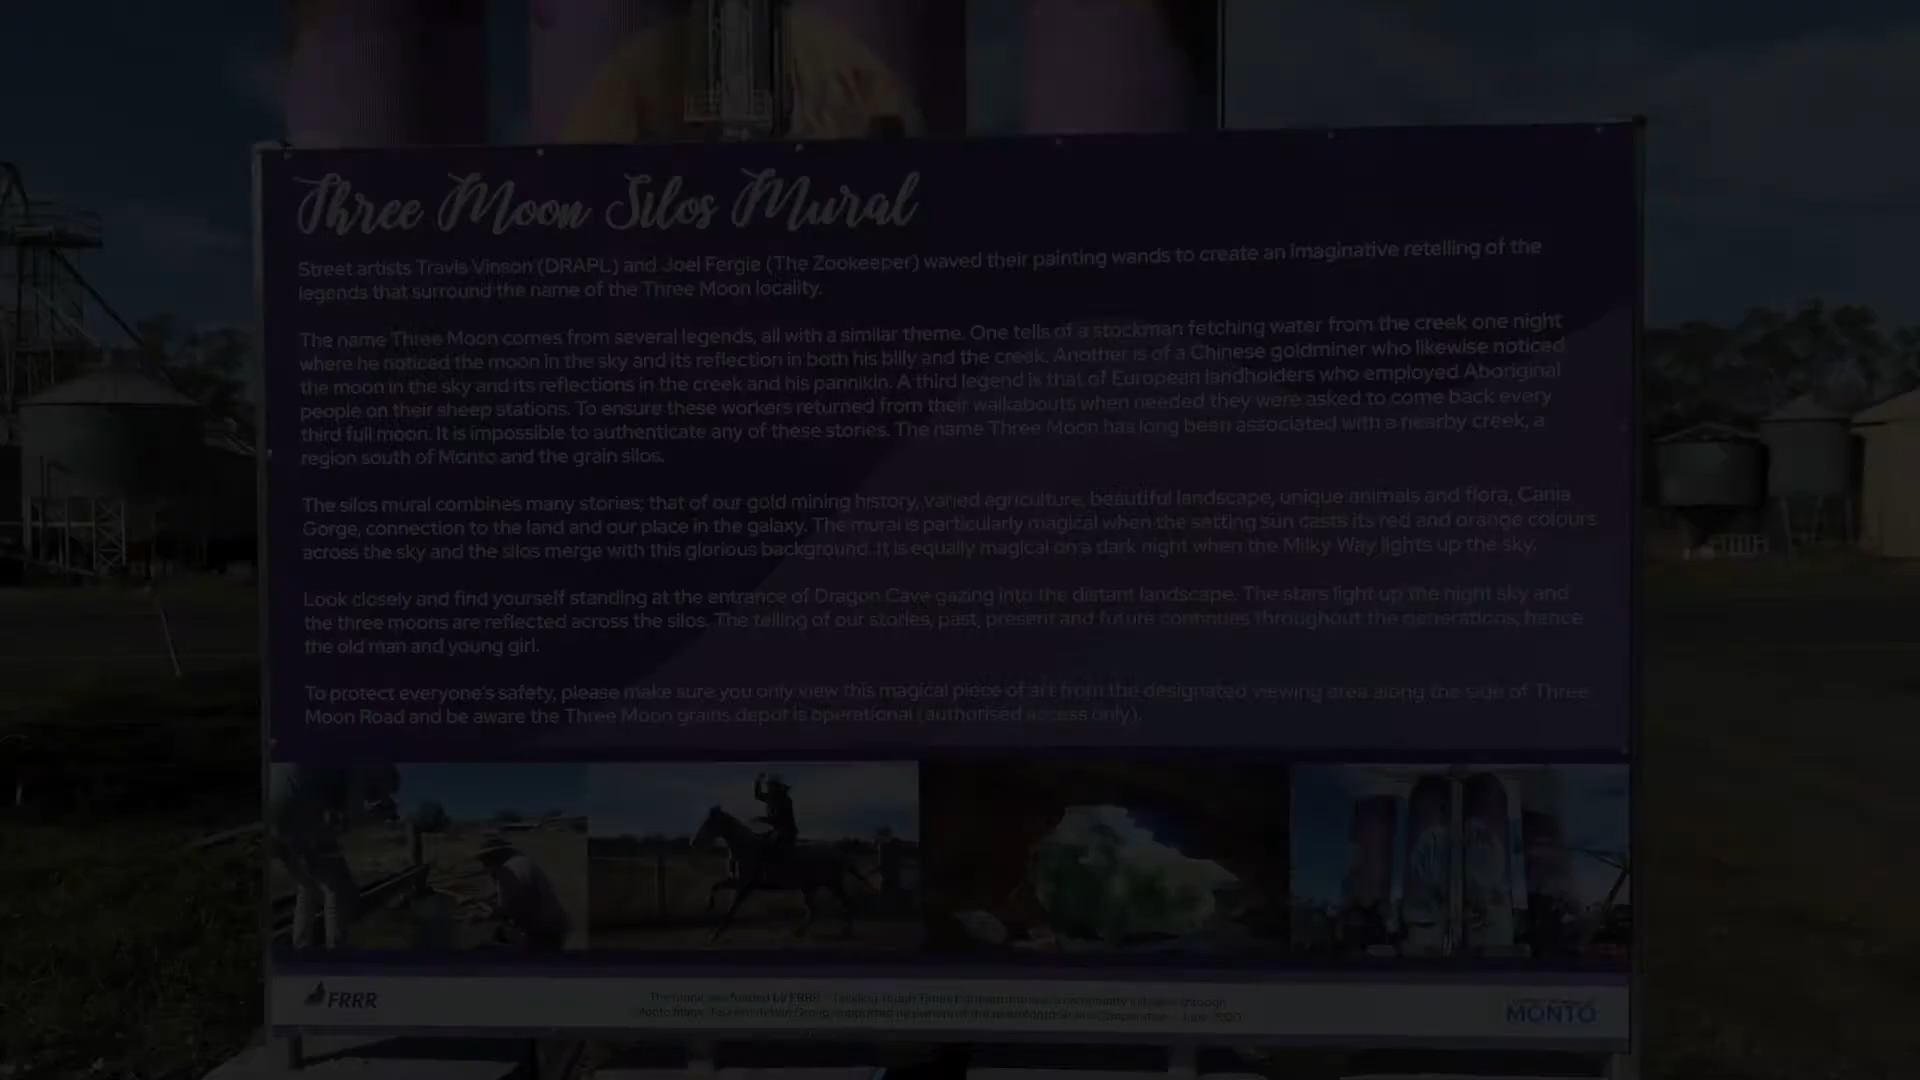 Three Moon Silos Mural
Street artists Travis Vinson (DRAPL) and Joel Fergie (The Zookeeper) waved their painting wands to create an imaginative retelling of the
legends that surround the name of the Three Moon locality.
The name Three Moon comes from several legends, all with a similar theme. One tells of a stockman fetching water from the creek one night
where he noticed the moon in the sky and its reflection in both his billy and the creek. Another is of a Chinese goldminer who likewise noticed
the moon in the sky and its reflections in the creek and his pannikin. A third legend is that of European landholders who employed Aboriginal
people on their sheep stations. To ensure these workers returned from their walkabouts when needed they were asked to come back every
third full moon. It is impossible to authenticate any of these stories. The name Three Moon has long been associated with a nearby creek, a
region south of Monto and the grain silos.
The silos mural combines many stories; that of our gold mining history, varied agriculture, beautiful landscape, unique animals and flora, Cania
Gorge, connection to the land and our place in the galaxy. The mural is particularly magical when the setting sun casts its red and orange colours
across the sky and the silos merge with this glorious background. It is equally magical on a dark night when the Milky Way lights up the sky.
Look closely and find yourself standing at the entrance of Dragon Cave gazing into the distant landscape. The stars light up the night sky and
the three moons are reflected across the silos. The telling of our stories, past, present and future continues throughout the generations, hence
the old man and young girl.
To protect everyone's safety, please make sure you only view this magical piece of art from the designated viewing area along the side of Three
Moon Road and be aware the Three Moon grains depot is operational (authorised access only).
FRRR
The mural was funded by FRRR
MONTO